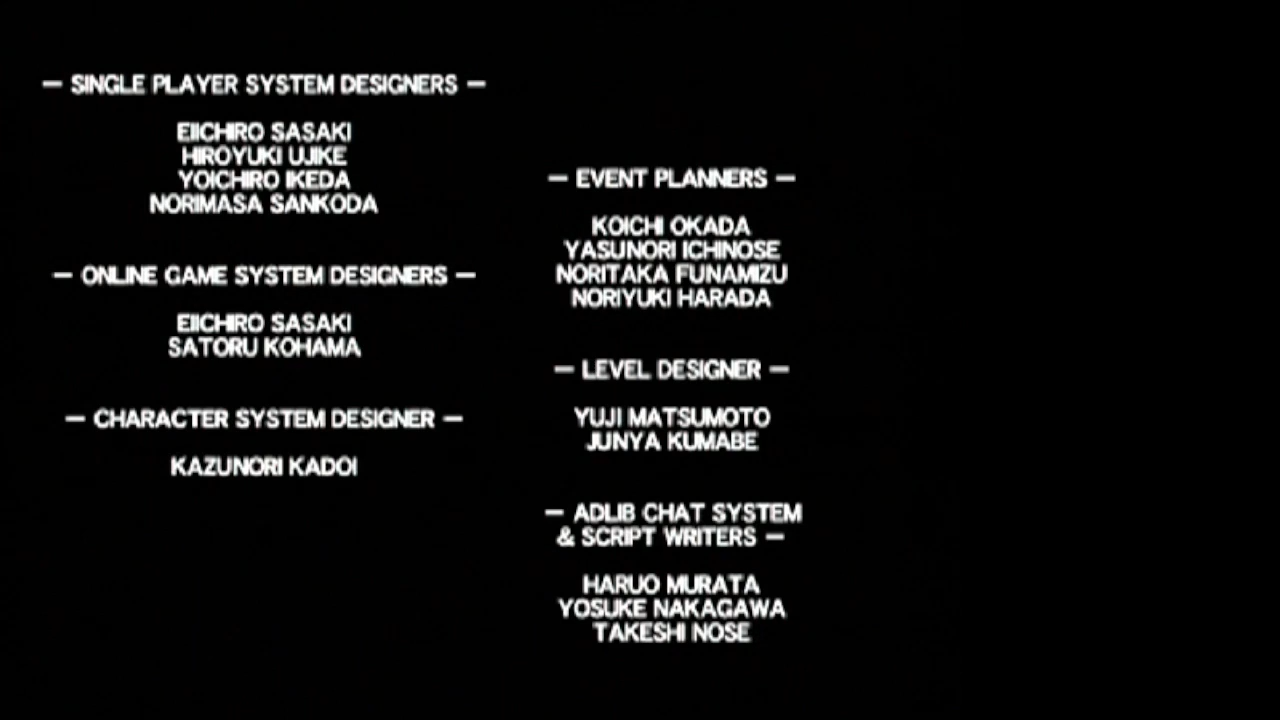 — SINGLE PLAYER SYSTEM DESIGNERS —
EIICHIRO SASAKI
HIROYUKI UJIKE
YOICHIRO IKEDA
NORIMASA SANKODA
— ONLINE GAME SYSTEM DESIGNERS —
EIICHIRO SASAKI
SATORU KOHAMA
— CHARACTER SYSTEM DESIGNER —
KAZUNORI KADOI
— EVENT PLANNERS —
KOICHI OKADA
YASUNORI ICHINOSE
NORITAKA FUNAMIZU
NORIYUKI HARADA
— LEVEL DESIGNER —
YUJI MATSUMOTO
JUNYA KUMABE
— ADLIB CHAT SYSTEM
& SCRIPT WRITERS —
HARUO MURATA
YOSUKE NAKAGAWA
TAKESHI NOSE